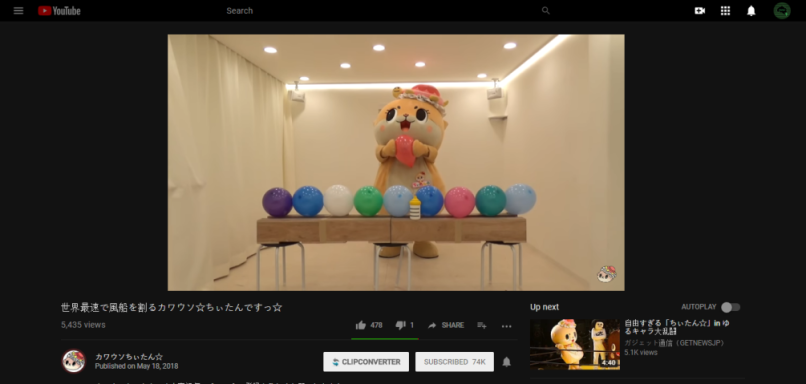 YouTube
Search
世界最速で風船を割るカワウソ☆ちぃたんですっ☆
5,435 views
478
1
SHARE
カワウソちぃたん☆
Published on May 18, 2018
CLIPCONVERTER
SUBSCRIBED 74K
Up next
AUTOPLAY
自由すぎる「ちぃたん☆」in ゆ
るキャラ大乱闘
ガジェット通信（GETNEWSJP）
5.1K views
4:40